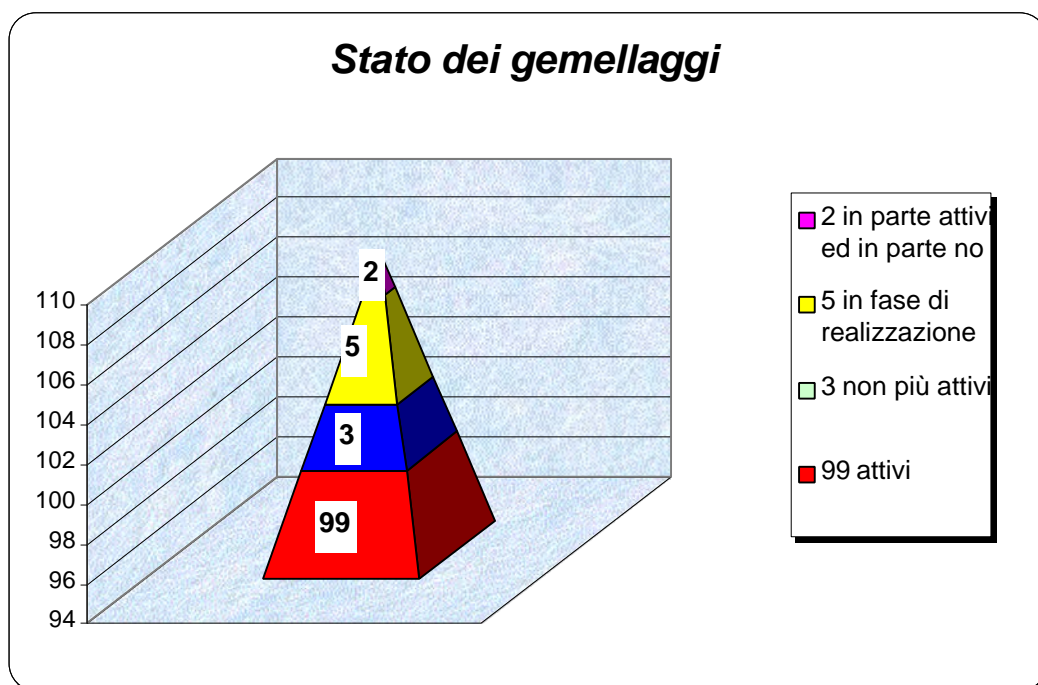 Stato dei gemellaggi
110
108
106
104
102
100
98
96
94
2
5
3
99
2 in parte attivi
ed in parte no
5 in fase di
realizzazione
3 non più attivi
99 attivi